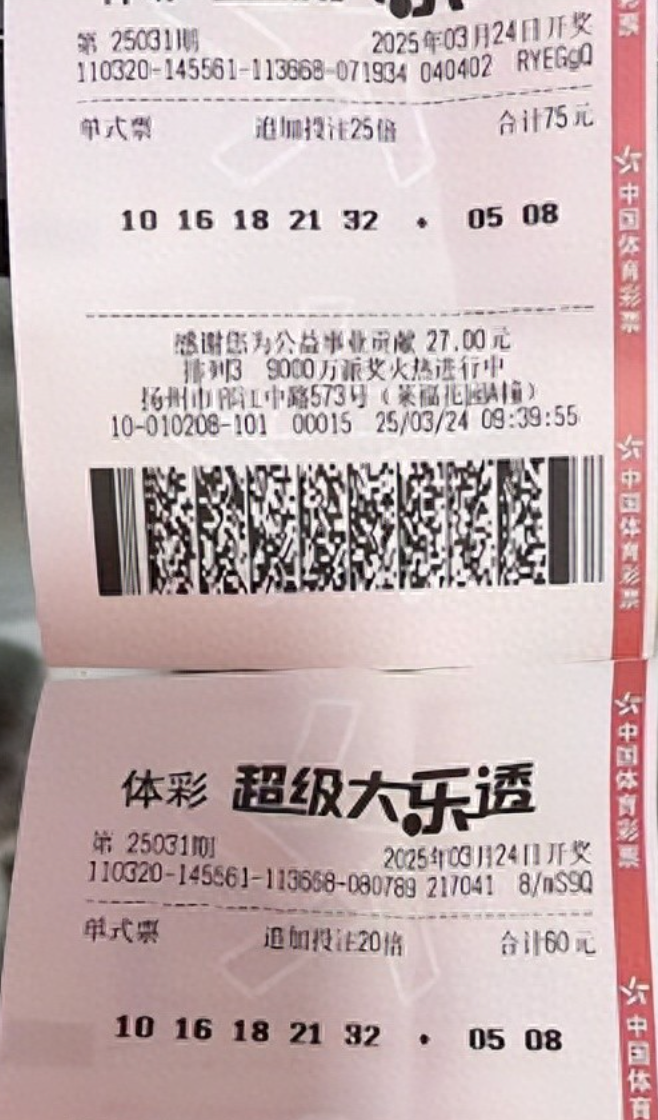 第 25031期
2025年03月24日开奖
110320-145561-113668-071934 040402 RYEGgQ
单式票 追加投注25倍 合计75元
10 16 18 21 32 + 05 08
感谢您为公益事业贡献 27.00元
排列3 9000万派奖火热进行中
扬州市邗江中路573号（莱福花园
10-010208-101 00015 25/03/24 09:39:55
体彩 超级大乐透
第 25031期
2025年03月24日开奖
110320-145561-113668-080789 217041 8/nS9Q
单式票 追加投注20倍 合计60元
10 16 18 21 32 + 05 08
中国体育彩票
中国体育彩票
中国体育彩票
中国体育